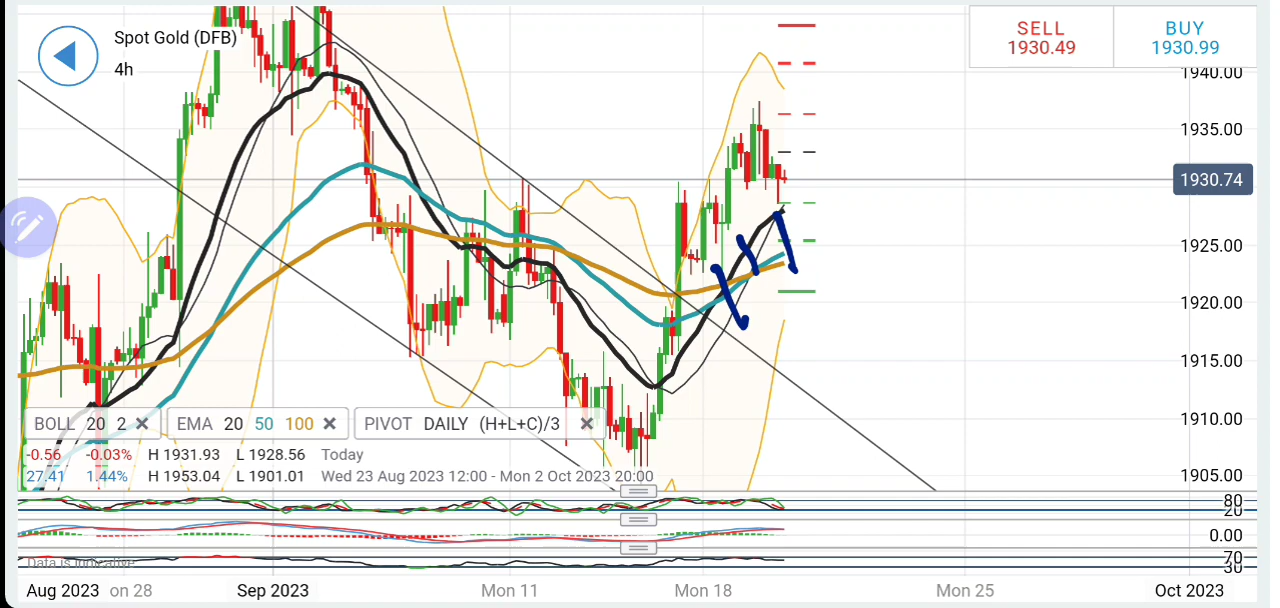 Spot Gold (DFB)
4h
SELL
1930.49
BUY
1930.99
1940.00
1935.00
1930.74
1925.00
1920.00
1915.00
1910.00
1905.00
BOLL 20 2 ✕ EMA 20 50 100 ✕ PIVOT DAILY (H+L+C)/3 ✕
-0.56 -0.03% H 1931.93 L 1928.56 Today
27.41 1.44% H 1953.04 L 1901.01 Wed 23 Aug 2023 12:00 - Mon 2 Oct 2023 20:00
80
20
0.00
70
30
Data is indicative
Aug 2023 on 28 Sep 2023 Mon 11 Mon 18 Mon 25 Oct 2023